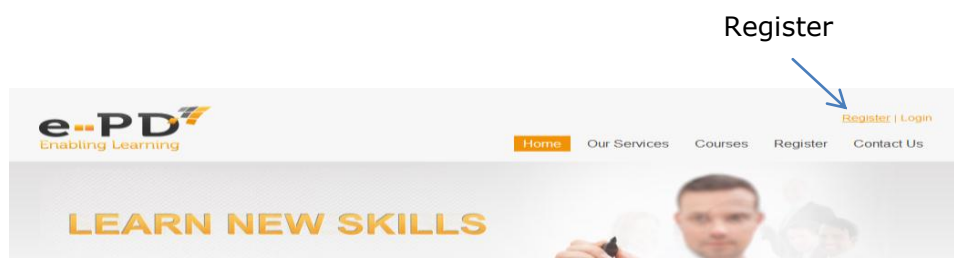 Register
Register | Login
e--PD
Enabling Learning
Home Our Services Courses Register Contact Us
LEARN NEW SKILLS